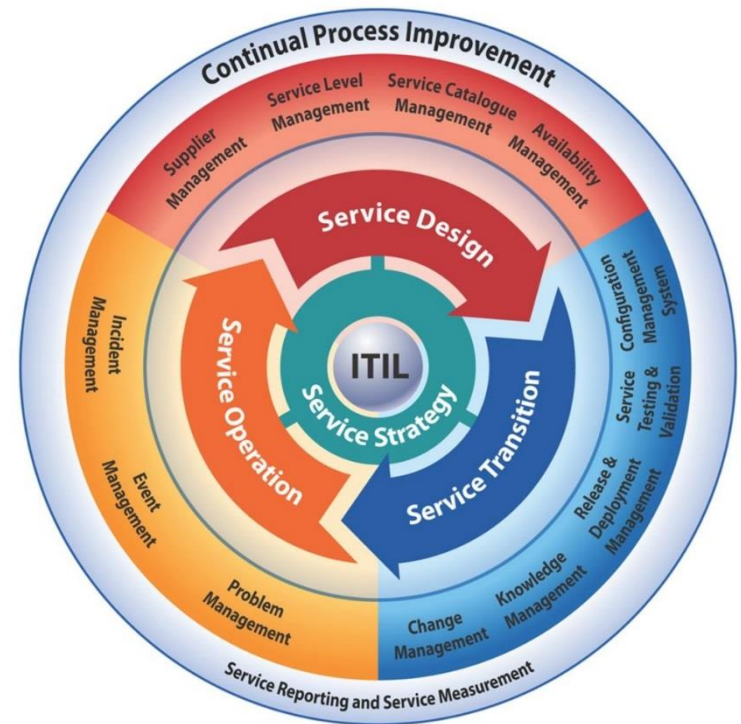 Continual Process Improvement
Supplier
Management
Service Level
Management
Service Catalogue
Management
Availability
Management
Configuration
Management
System
Service
Testing &
Validation
Release &
Deployment
Management
Knowledge
Management
Change
Management
Problem
Management
Event
Management
Incident
Management
Service Design
Service Transition
Service Operation
ITIL
Service Strategy
Service Reporting and Service Measurement